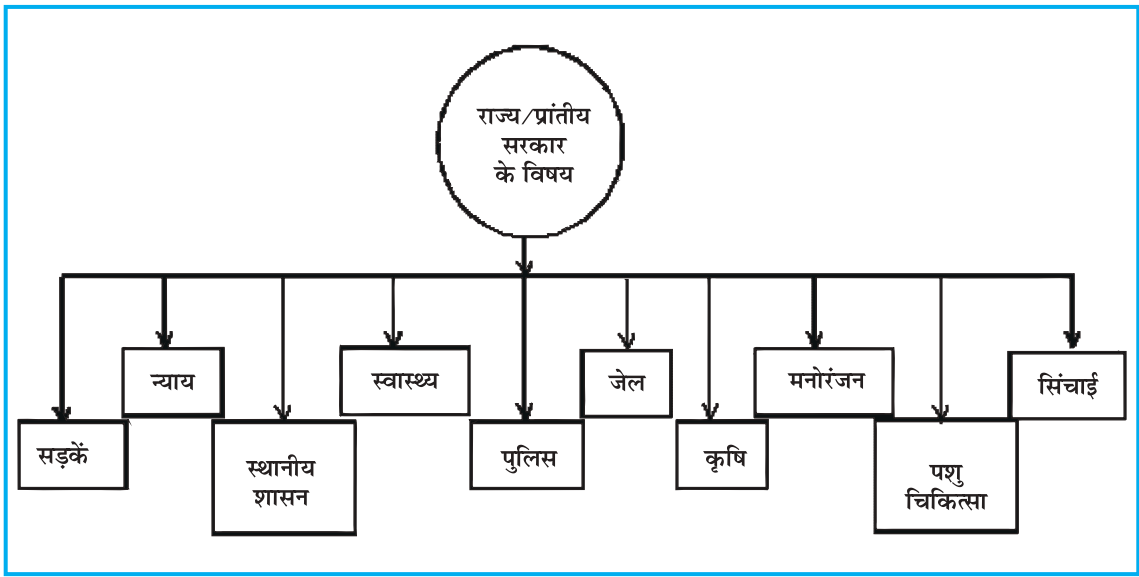 राज्य/प्रांतीय
सरकार
के विषय
सड़कें
न्याय
स्थानीय
शासन
स्वास्थ्य
पुलिस
जेल
कृषि
मनोरंजन
पशु
चिकित्सा
सिंचाई